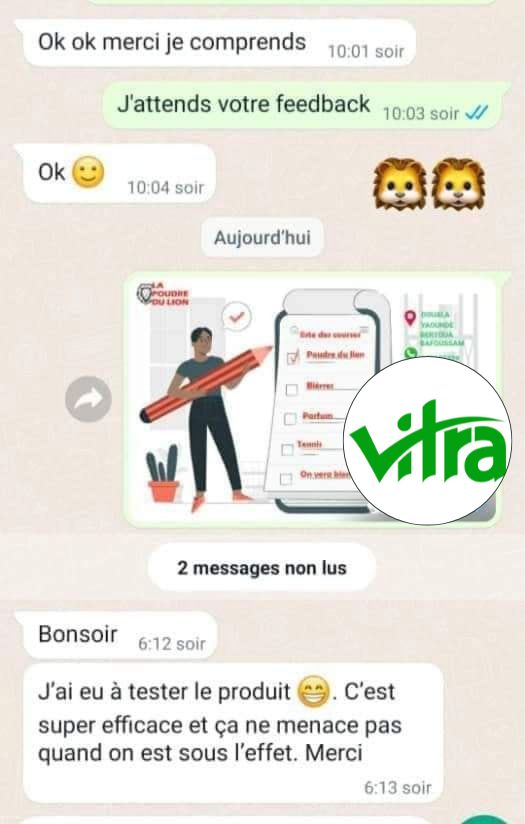 Ok ok merci je comprends
10:01 soir
J'attends votre feedback
10:03 soir
Ok
10:04 soir
Aujourd'hui
LA
POUDRE
DU LION
liste des courses
Poudre du lion
Bières
Parfum
Tennis
On verra bien
DOUALA
YAOUNDE
BERTOUA
BAFOUSSAM
vitra
2 messages non lus
Bonsoir
6:12 soir
J'ai eu à tester le produit 😁. C'est
super efficace et ça ne menace pas
quand on est sous l'effet. Merci
6:13 soir